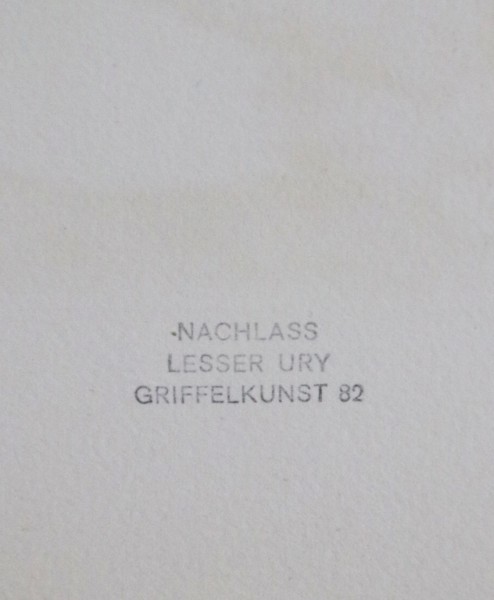 NACHLASS
LESSER URY
GRIFFELKUNST 82